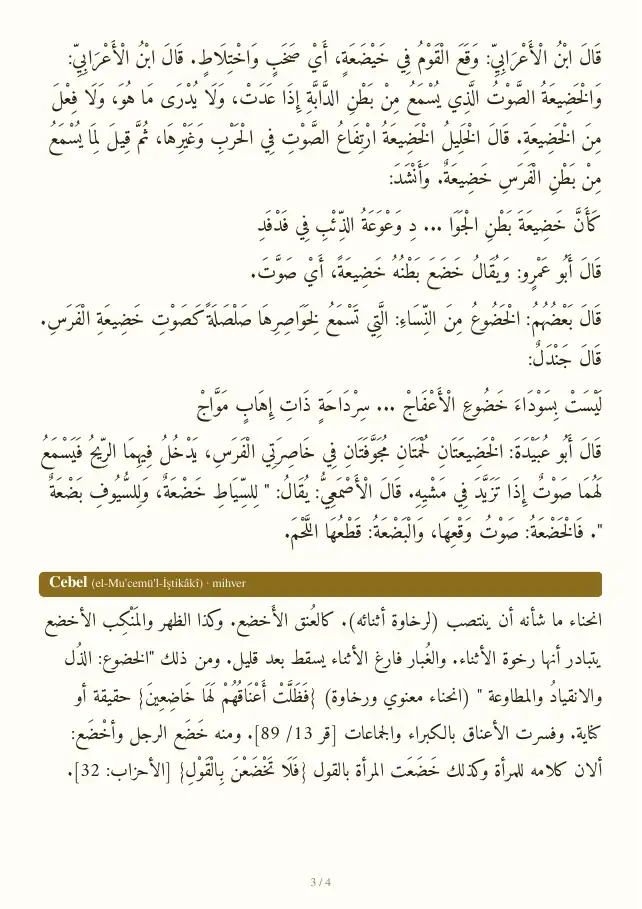 قَالَ ابْنُ الْأَعْرَابِيِّ: وَقَعَ الْقَوْمُ فِي خَيْضَعَةٍ، أَيْ صَخَبٍ وَاخْتِلَاطٍ. قَالَ ابْنُ الْأَعْرَابِيِّ:
وَالْخَضِيعَةُ الصَّوْتُ الَّذِي يُسْمَعُ مِنْ بَطْنِ الدَّابَّةِ إِذَا عَدَتْ، وَلَا يُدْرَى مَا هُوَ، وَلَا فِعْلَ
مِنَ الْخَضِيعَةِ. قَالَ الْخَلِيلُ الْخَضِيعَةُ ارْتِفَاعُ الصَّوْتِ فِي الْحَرْبِ وَغَيْرِهَا، ثُمَّ قِيلَ لِمَا يُسْمَعُ
مِنْ بَطْنِ الْفَرَسِ خَضِيعَةٌ. وَأَنْشَدَ:
كَأَنَّ خَضِيعَةَ بَطْنِ الْجَوَا ... دِ وَعْوَعَةُ الذِّئْبِ فِي فَدْفَدِ
قَالَ أَبُو عَمْرٍو: وَيُقَالُ خَضَعَ بَطْنُهُ خَضِيعَةً، أَيْ صَوَّتَ.
قَالَ بَعْضُهُمُ: الْخَضُوعُ مِنَ النِّسَاءِ: الَّتِي تَسْمَعُ لِخَوَاصِرِهَا صَلْصَلَةً كَصَوْتِ خَضِيعَةِ الْفَرَسِ.
قَالَ جَنْدَلٌ:
لَيْسَتْ بِسَوْدَاءَ خَضُوعِ الْأَعْفَاجْ ... سِرْدَاحَةٍ ذَاتِ إِهَابٍ مَوَّاجْ
قَالَ أَبُو عُبَيْدَةَ: الْخَضِيعَتَانِ لَحْمَتَانِ مُجَوَّفَتَانِ فِي خَاصِرَتَيِ الْفَرَسِ، يَدْخُلُ فِيهِمَا الرِّيحُ فَيُسْمَعُ
لَهُمَا صَوْتٌ إِذَا تَزَيَّدَ فِي مَشْيِهِ. قَالَ الْأَصْمَعِيُّ: يُقَالُ: " لِلسِّيَاطِ خَضْعَةٌ، وَلِلسُّيُوفِ بَضْعَةٌ
". فَالْخَضْعَةُ: صَوْتُ وَقْعِهَا، وَالْبَضْعَةُ: قَطْعُهَا اللَّحْمَ.
Cebel (el-Mu'cemü'l-İştikâkî) · mihver
انحناء ما شأنه أن ينتصب (لرخاوة أثنائه). كالعُنق الأَخضع. وكذا الظهر والمَنْكِب الأخضع
يتبادر أنها رخوة الأثناء. والغُبار فارغ الأثناء يسقط بعد قليل. ومن ذلك "الخضوع: الذُل
والانقيادُ والمطاوعة " (انحناء معنوي ورخاوة) {فَظَلَّتْ أَعْنَاقُهُمْ لَهَا خَاضِعِينَ} حقيقة أو
كناية. وفسرت الأعناق بالكبراء والجماعات [قر 13/ 89]. ومنه خَضَع الرجل وأخْضَع:
ألان كلامه للمرأة وكذلك خَضَعَت المرأة بالقول {فَلَا تَخْضَعْنَ بِالْقَوْلِ} [الأحزاب: 32].
3 / 4